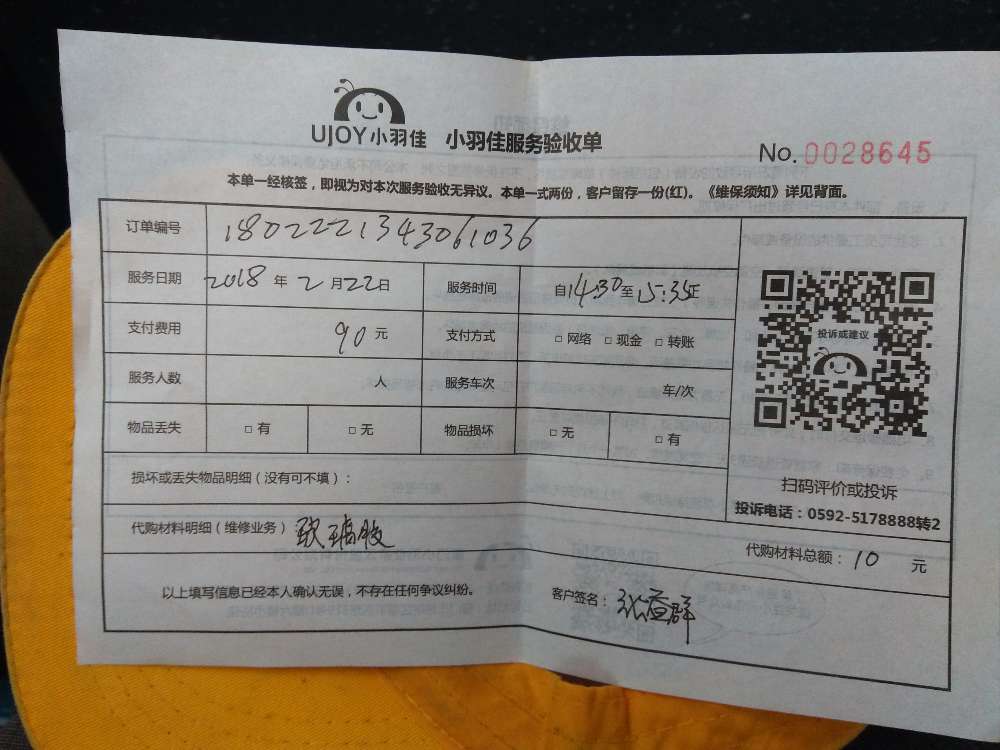 UJOY小羽佳 小羽佳服务验收单
No.0028645
本单一经核签，即视为对本次服务验收无异议。本单一式两份，客户留存一份(红)。《维保须知》详见背面。
订单编号 1802221343061036
服务日期 2018年2月22日 服务时间 自14:30至15:35止
支付费用 90元 支付方式 □网络 □现金 □转账
投诉或建议
服务人数 人 服务车次 车/次
物品丢失 □有 □无 物品损坏 □无 □有
损坏或丢失物品明细（没有可不填）：
扫码评价或投诉
投诉电话：0592-5178888转2
代购材料明细（维修业务）玻璃胶
代购材料总额：10元
以上填写信息已经本人确认无误，不存在任何争议纠纷。
客户签名：张益群